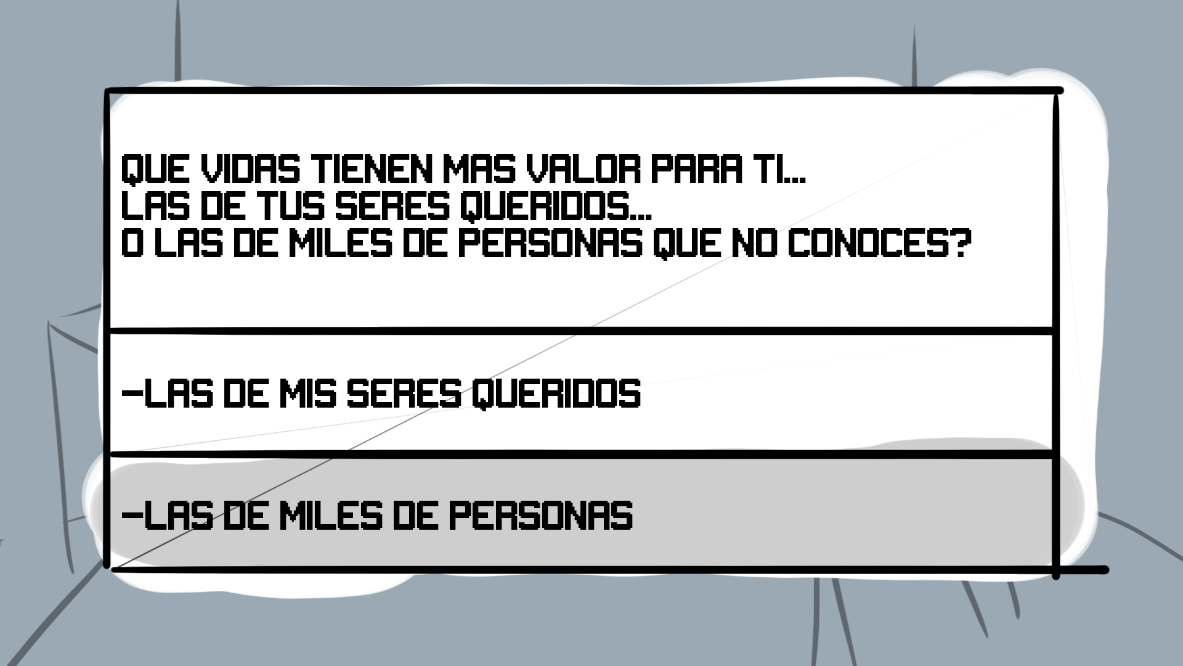 QUE VIDAS TIENEN MAS VALOR PARA TI...
LAS DE TUS SERES QUERIDOS...
O LAS DE MILES DE PERSONAS QUE NO CONOCES?
-LAS DE MIS SERES QUERIDOS
-LAS DE MILES DE PERSONAS